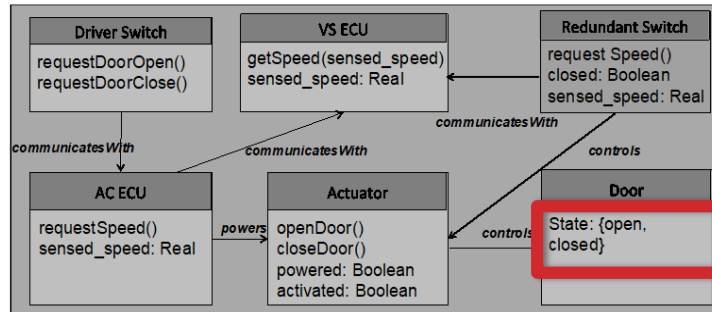 Driver Switch
requestDoorOpen()
requestDoorClose()
VS ECU
getSpeed(sensed_speed)
sensed_speed: Real
Redundant Switch
request Speed()
closed: Boolean
sensed_speed: Real
communicatesWith
communicatesWith
communicatesWith
controls
AC ECU
requestSpeed()
sensed_speed: Real
powers
Actuator
openDoor()
closeDoor()
powered: Boolean
activated: Boolean
controls
Door
State: {open,
closed}